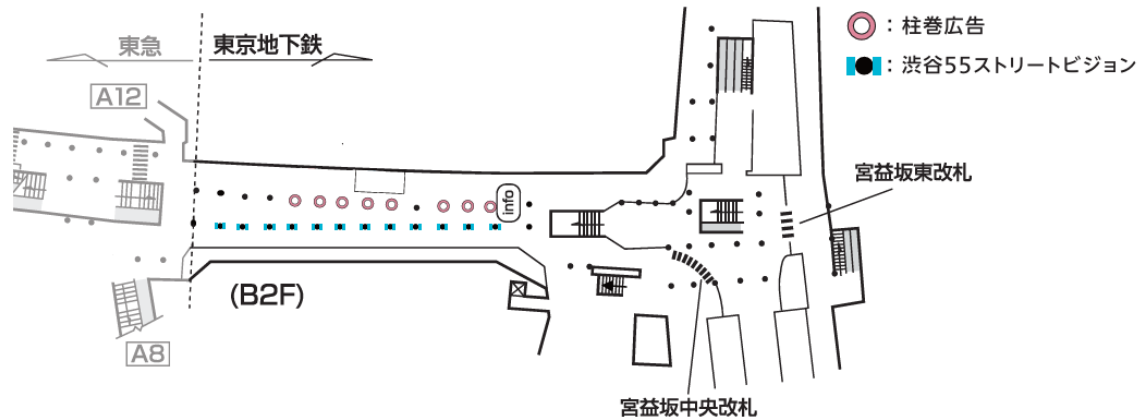 東急
東京地下鉄
：柱巻広告
：渋谷55ストリートビジョン
A12
info
宮益坂東改札
(B2F)
A8
宮益坂中央改札